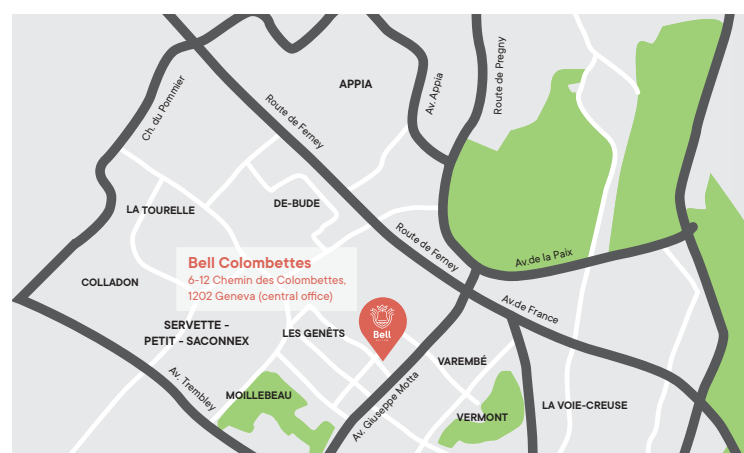 APPIA
Ch. du Pommier
Route de Ferney
Av. Appia
Route de Pregny
LA TOURELLE
DE-BUDE
Route de Ferney
Av.de la Paix
Bell Colombettes
6-12 Chemin des Colombettes,
1202 Geneva (central office)
COLLADON
Av.de France
SERVETTE -
PETIT - SACONNEX
LES GENÊTS
Bell
VAREMBÉ
Av. Trembley
MOILLEBEAU
Av. Giuseppe Motta
VERMONT
LA VOIE-CREUSE